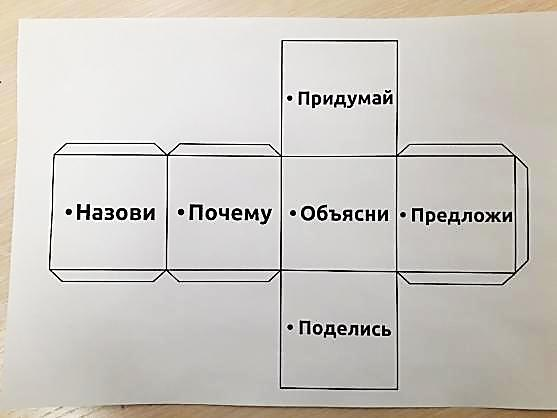 • Придумай
• Назови
• Почему
• Объясни
• Предложи
• Поделись